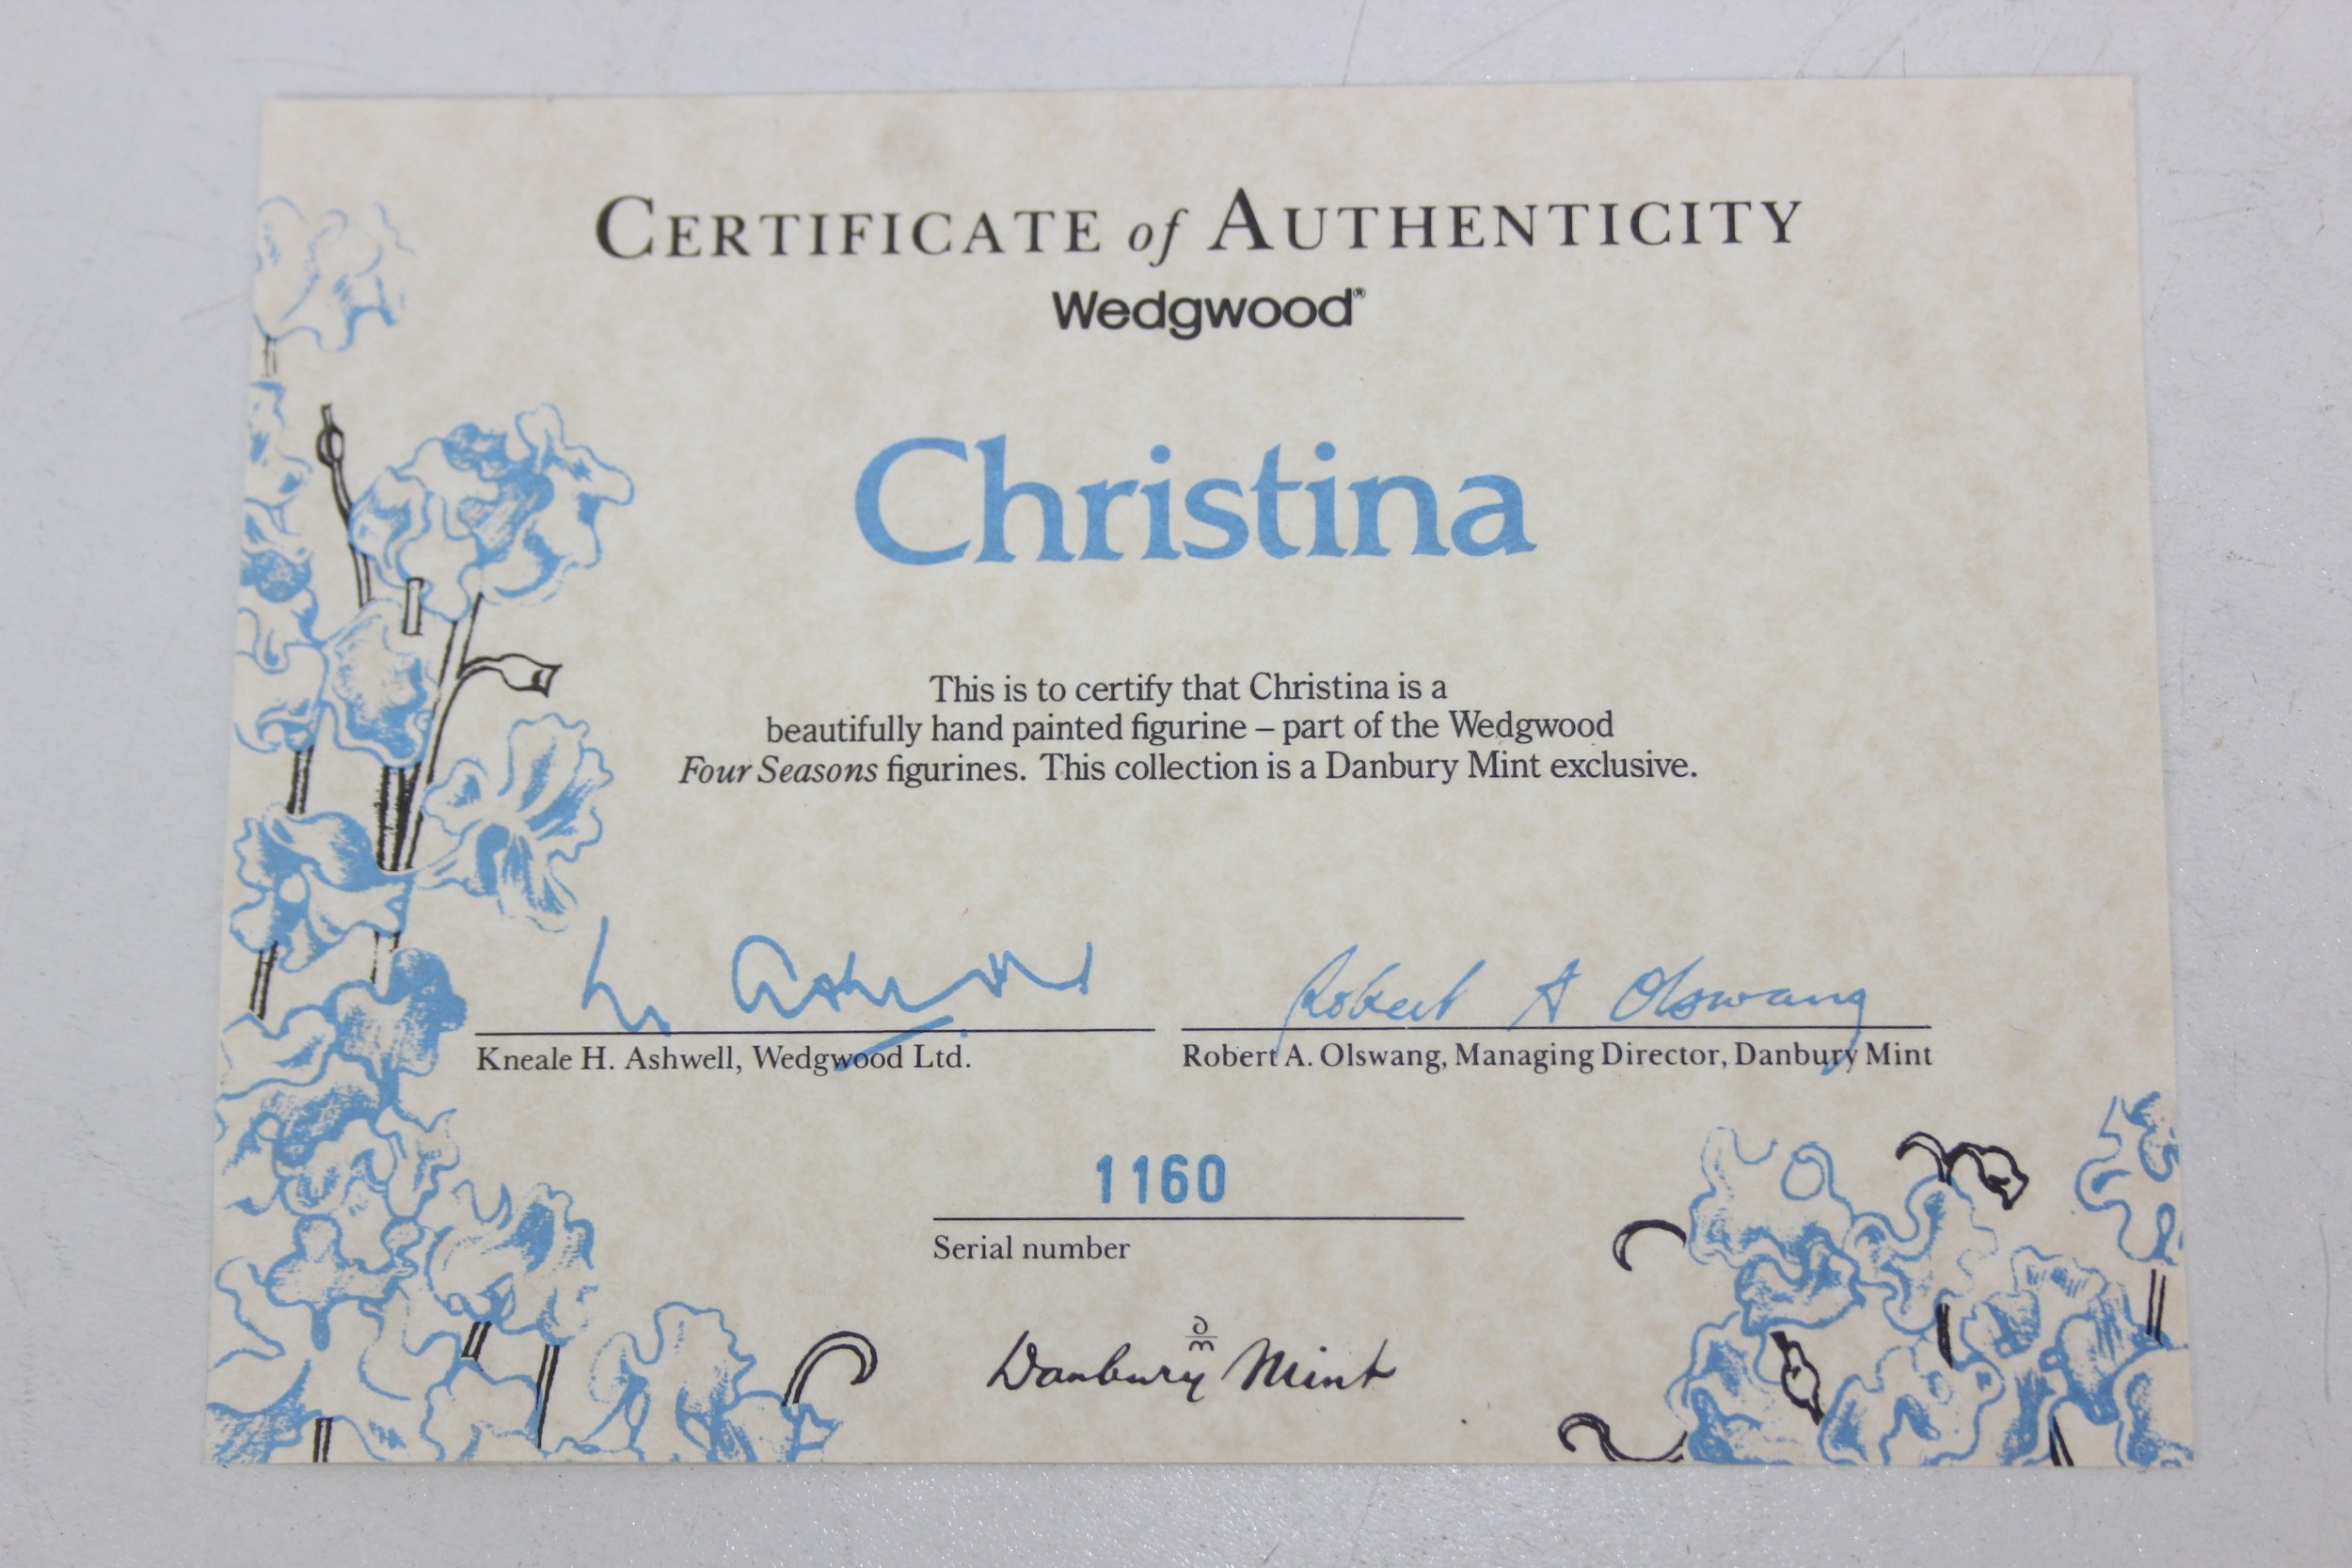 CERTIFICATE of AUTHENTICITY
Wedgwood®
Christina
This is to certify that Christina is a
beautifully hand painted figurine – part of the Wedgwood
Four Seasons figurines. This collection is a Danbury Mint exclusive.
Robert A Olswang
Kneale H. Ashwell, Wedgwood Ltd.
Robert A. Olswang, Managing Director, Danbury Mint
1160
Serial number
Danbury Mint